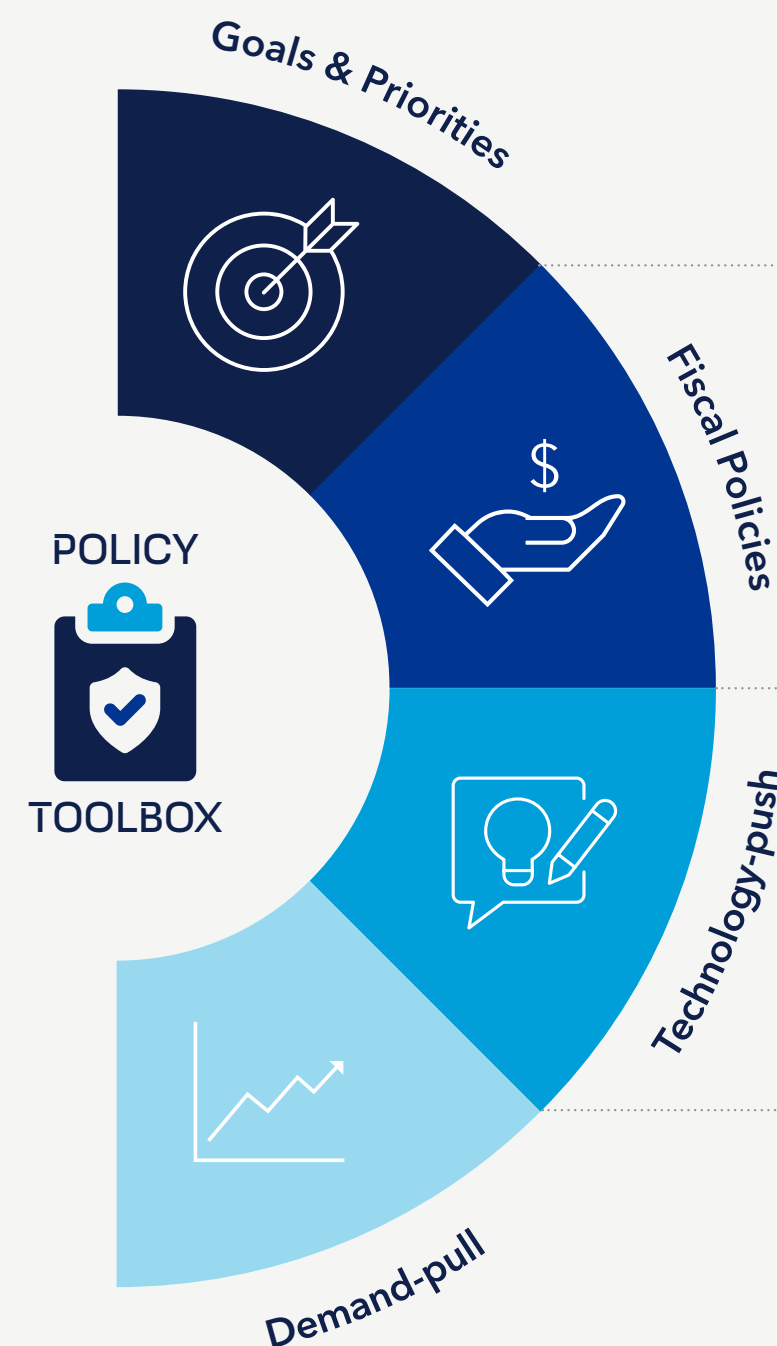 Goals & Priorities
Fiscal Policies
$
POLICY
TOOLBOX
Technology-push
Demand-pull